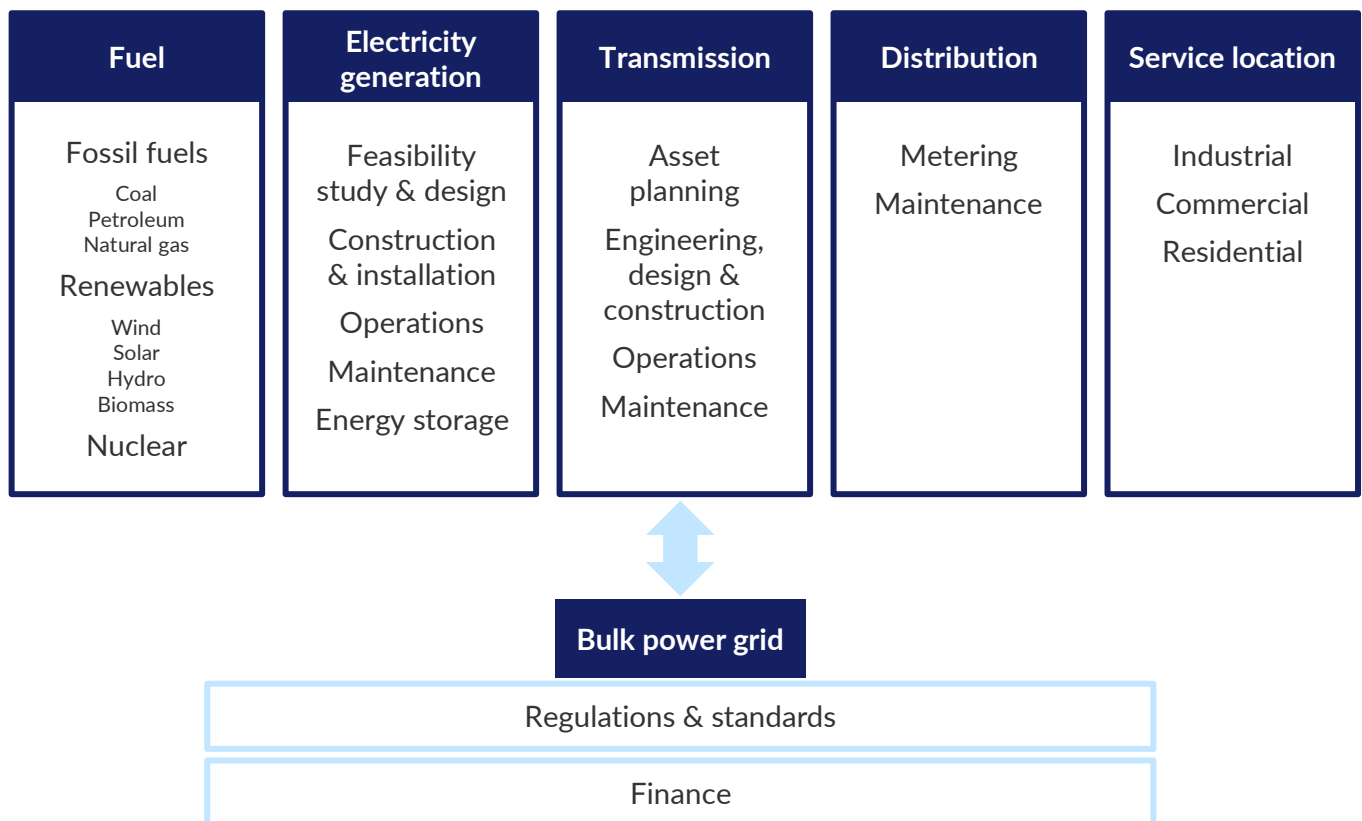 Fuel
Fossil fuels
Coal
Petroleum
Natural gas
Renewables
Wind
Solar
Hydro
Biomass
Nuclear
Electricity
generation
Feasibility
study & design
Construction
& installation
Operations
Maintenance
Energy storage
Transmission
Asset
planning
Engineering,
design &
construction
Operations
Maintenance
Distribution
Metering
Maintenance
Service location
Industrial
Commercial
Residential
Bulk power grid
Regulations & standards
Finance